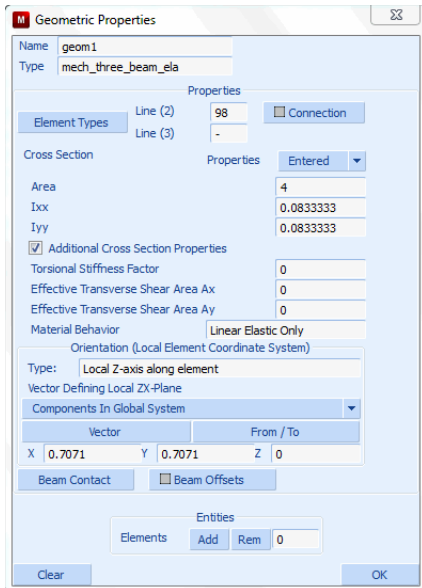 M Geometric Properties
Name geom1
Type mech_three_beam_ela
Properties
Element Types Line (2) 98 Connection
Line (3) -
Cross Section Properties Entered
Area 4
Ixx 0.0833333
Iyy 0.0833333
Additional Cross Section Properties
Torsional Stiffness Factor 0
Effective Transverse Shear Area Ax 0
Effective Transverse Shear Area Ay 0
Material Behavior Linear Elastic Only
Orientation (Local Element Coordinate System)
Type: Local Z-axis along element
Vector Defining Local ZX-Plane
Components In Global System
Vector From / To
X 0.7071 Y 0.7071 Z 0
Beam Contact Beam Offsets
Entities
Elements Add Rem 0
Clear OK